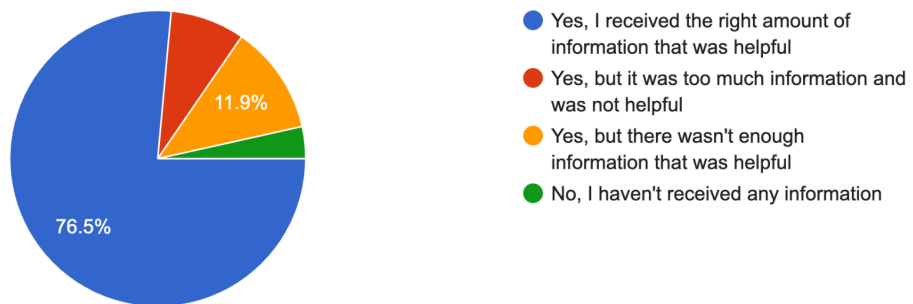 11.9%
76.5%
Yes, I received the right amount of
information that was helpful
Yes, but it was too much information and
was not helpful
Yes, but there wasn't enough
information that was helpful
No, I haven't received any information